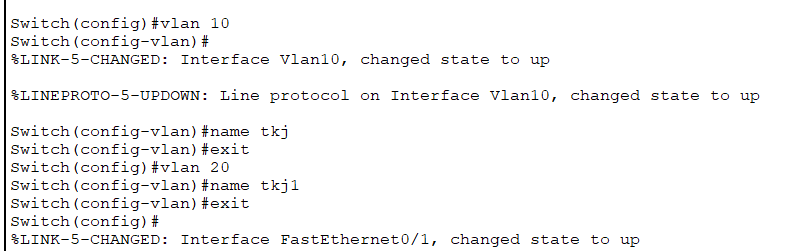 Switch(config)#vlan 10
Switch(config-vlan)#
%LINK-5-CHANGED: Interface Vlan10, changed state to up
%LINEPROTO-5-UPDOWN: Line protocol on Interface Vlan10, changed state to up
Switch(config-vlan)#name tkj
Switch(config-vlan)#exit
Switch(config)#vlan 20
Switch(config-vlan)#name tkj1
Switch(config-vlan)#exit
Switch(config)#
%LINK-5-CHANGED: Interface FastEthernet0/1, changed state to up